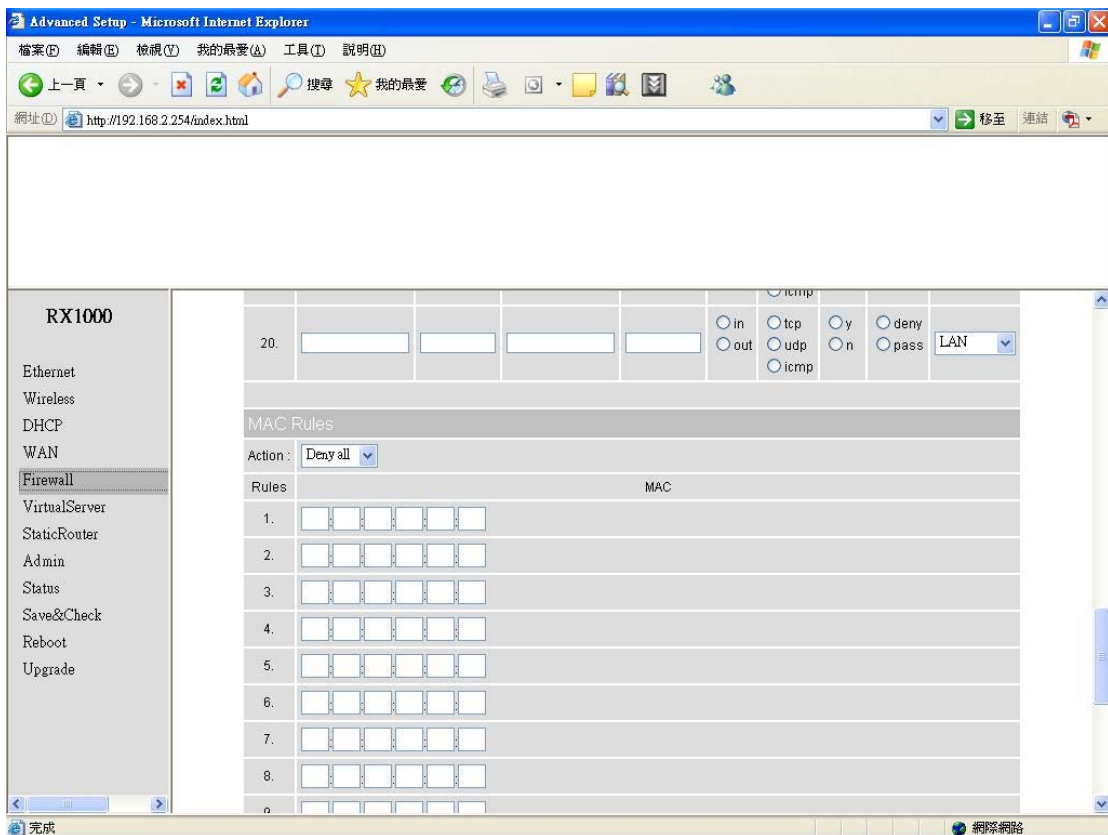 Advanced Setup - Microsoft Internet Explorer
檔案(F) 編輯(E) 檢視(V) 我的最愛(A) 工具(T) 說明(H)
上一頁 搜尋 我的最愛
網址(D) http://192.168.2.254/index.html 移至 連結
RX1000
Ethernet
Wireless
DHCP
WAN
Firewall
VirtualServer
StaticRouter
Admin
Status
Save&Check
Reboot
Upgrade
icmp
20. in tcp y deny LAN
out udp n pass
icmp
MAC Rules
Action : Deny all
Rules MAC
1. : : : : :
2. : : : : :
3. : : : : :
4. : : : : :
5. : : : : :
6. : : : : :
7. : : : : :
8. : : : : :
9. : : : : :
完成 網際網路